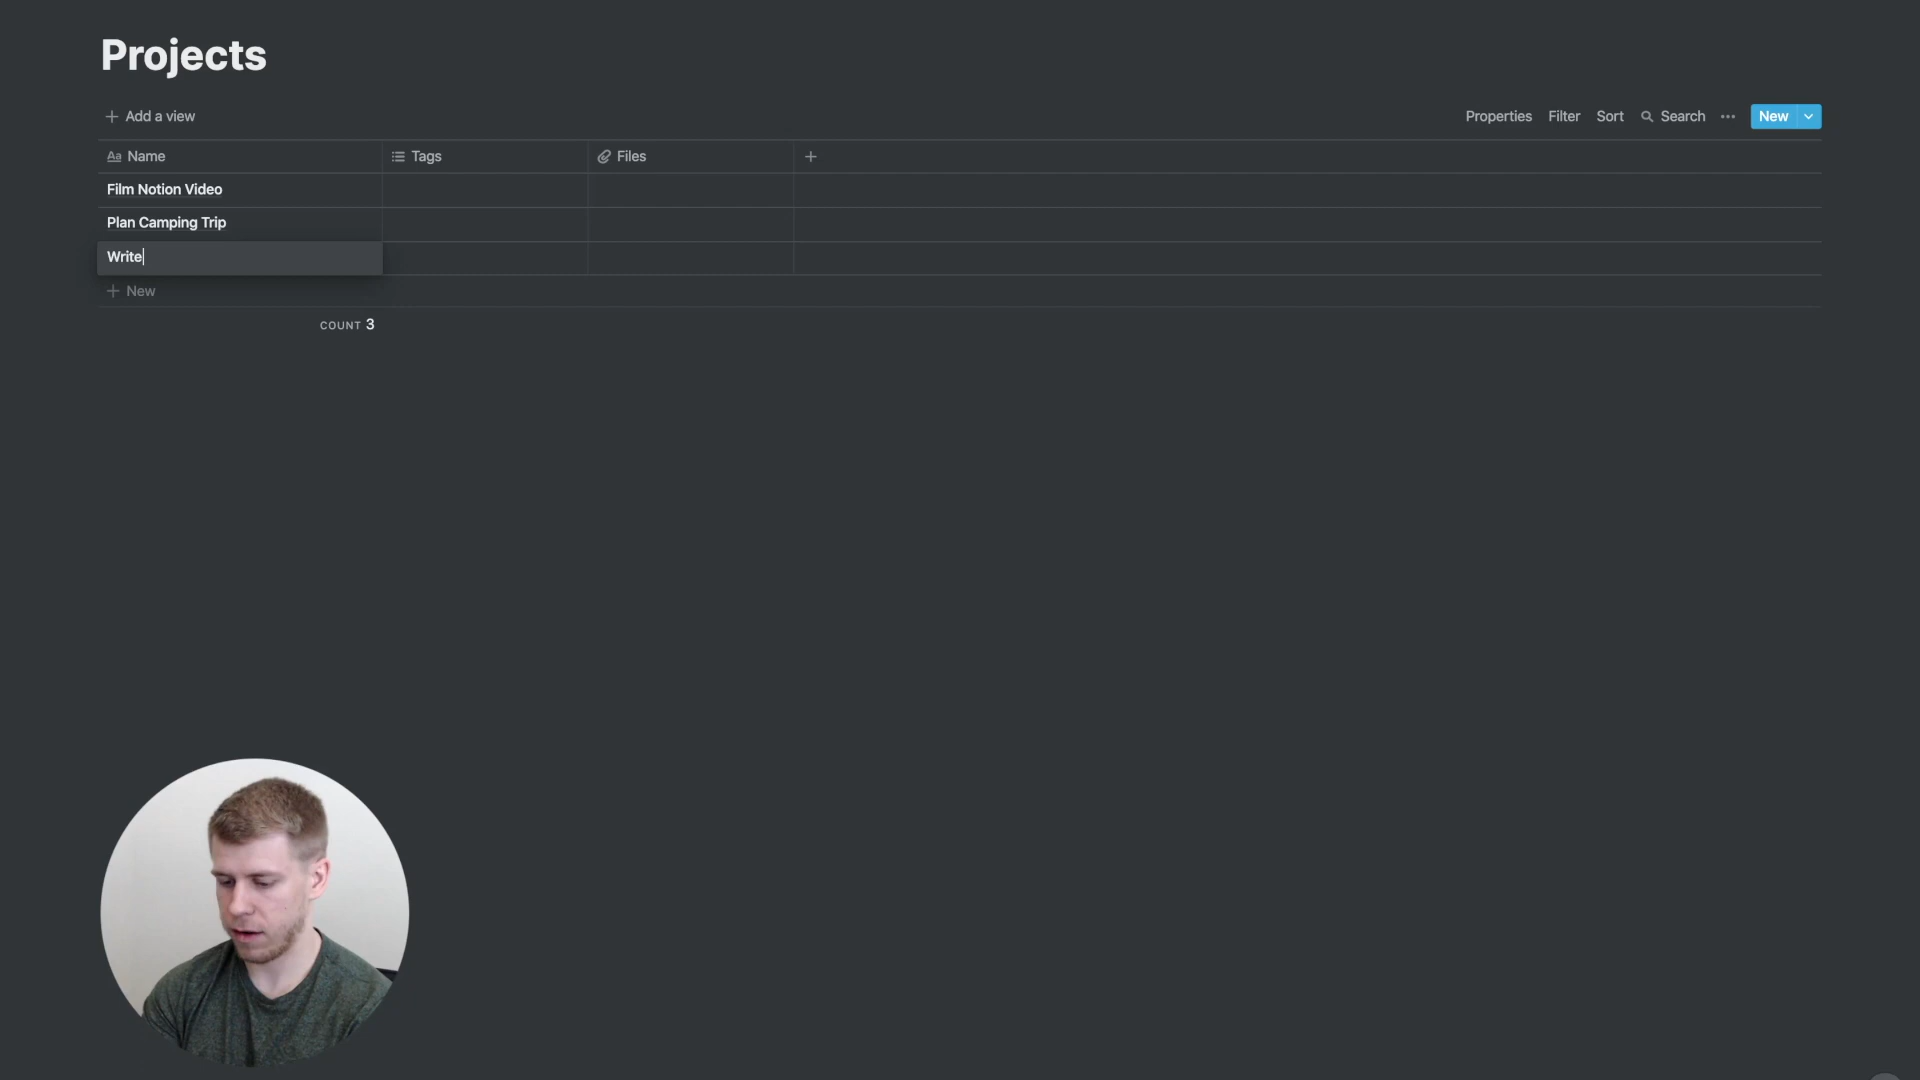 Projects
Add a view
Properties Filter Sort Search New
Aa Name Tags Files
Film Notion Video
Plan Camping Trip
Write
New
COUNT 3